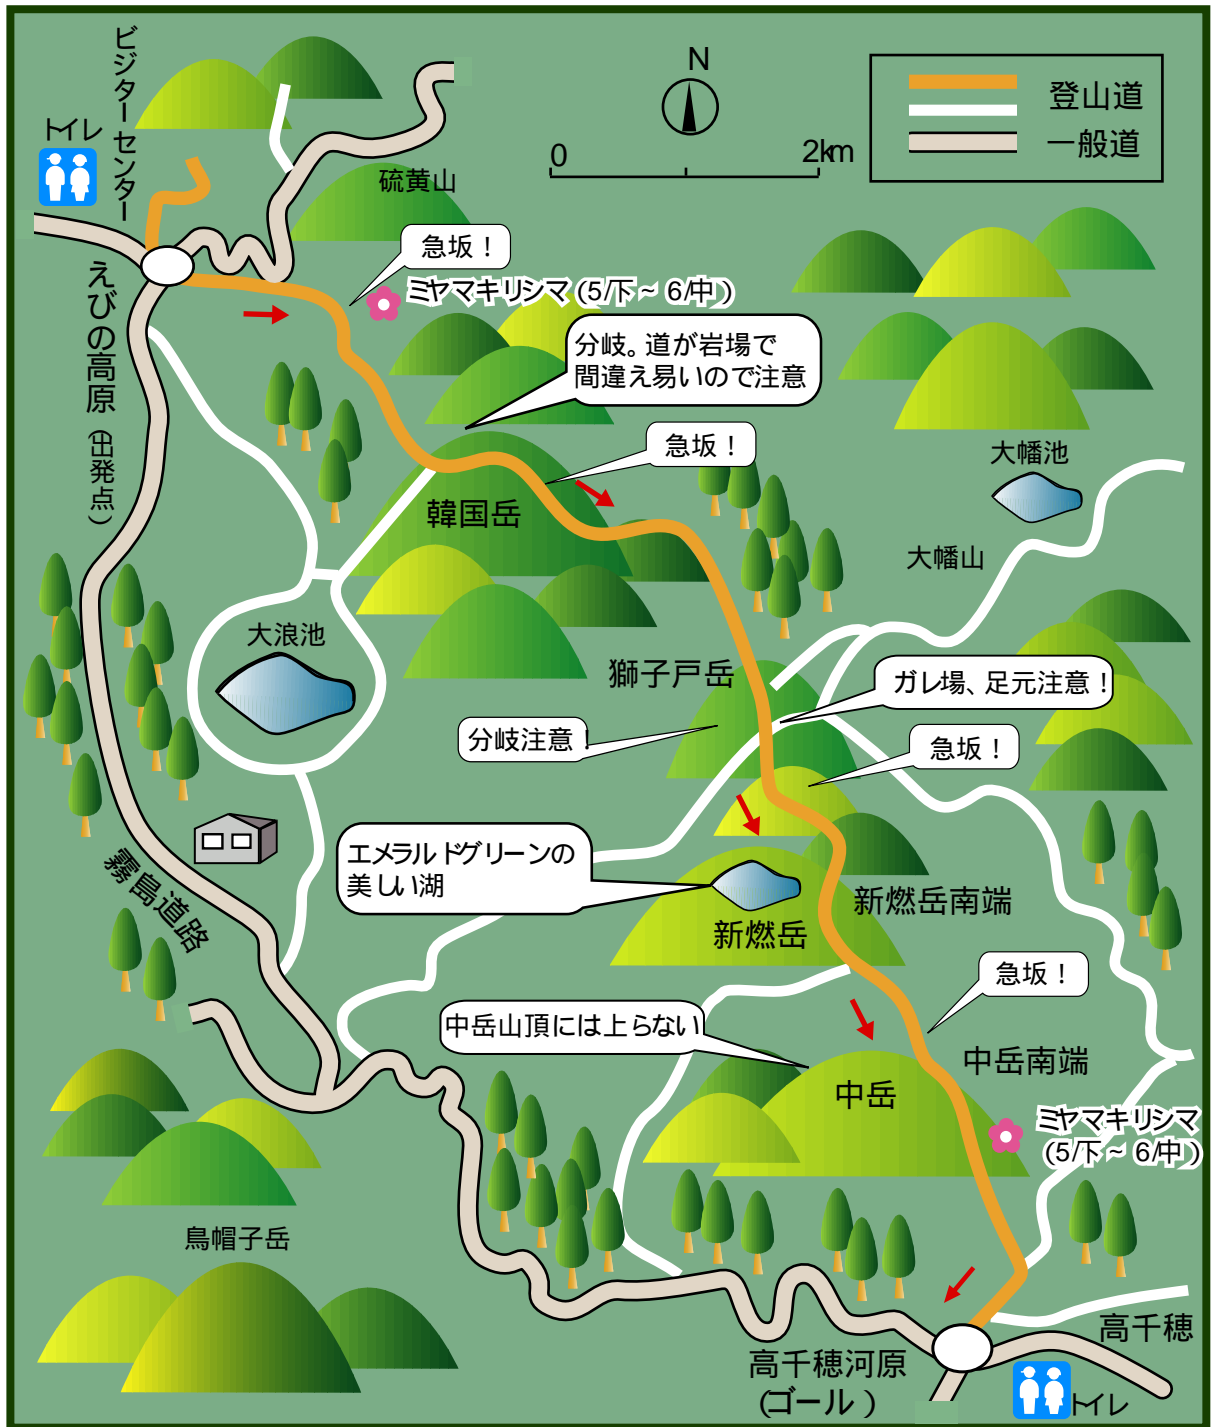 ビジターセンター
トイレ
N
0
2km
登山道
一般道
硫黄山
急坂！
ミヤマキリシマ (5/下～6/中)
えびの高原(出発点)
分岐。道が岩場で
間違え易いので注意
急坂！
大幡池
韓国岳
大幡山
大浪池
獅子戸岳
ガレ場、足元注意！
分岐注意！
急坂！
エメラルドグリーンの
美しい湖
霧島道路
新燃岳南端
新燃岳
急坂！
中岳山頂には上らない
中岳南端
中岳
ミヤマキリシマ
(5/下～6/中)
烏帽子岳
高千穂
高千穂河原
(ゴール)
トイレ